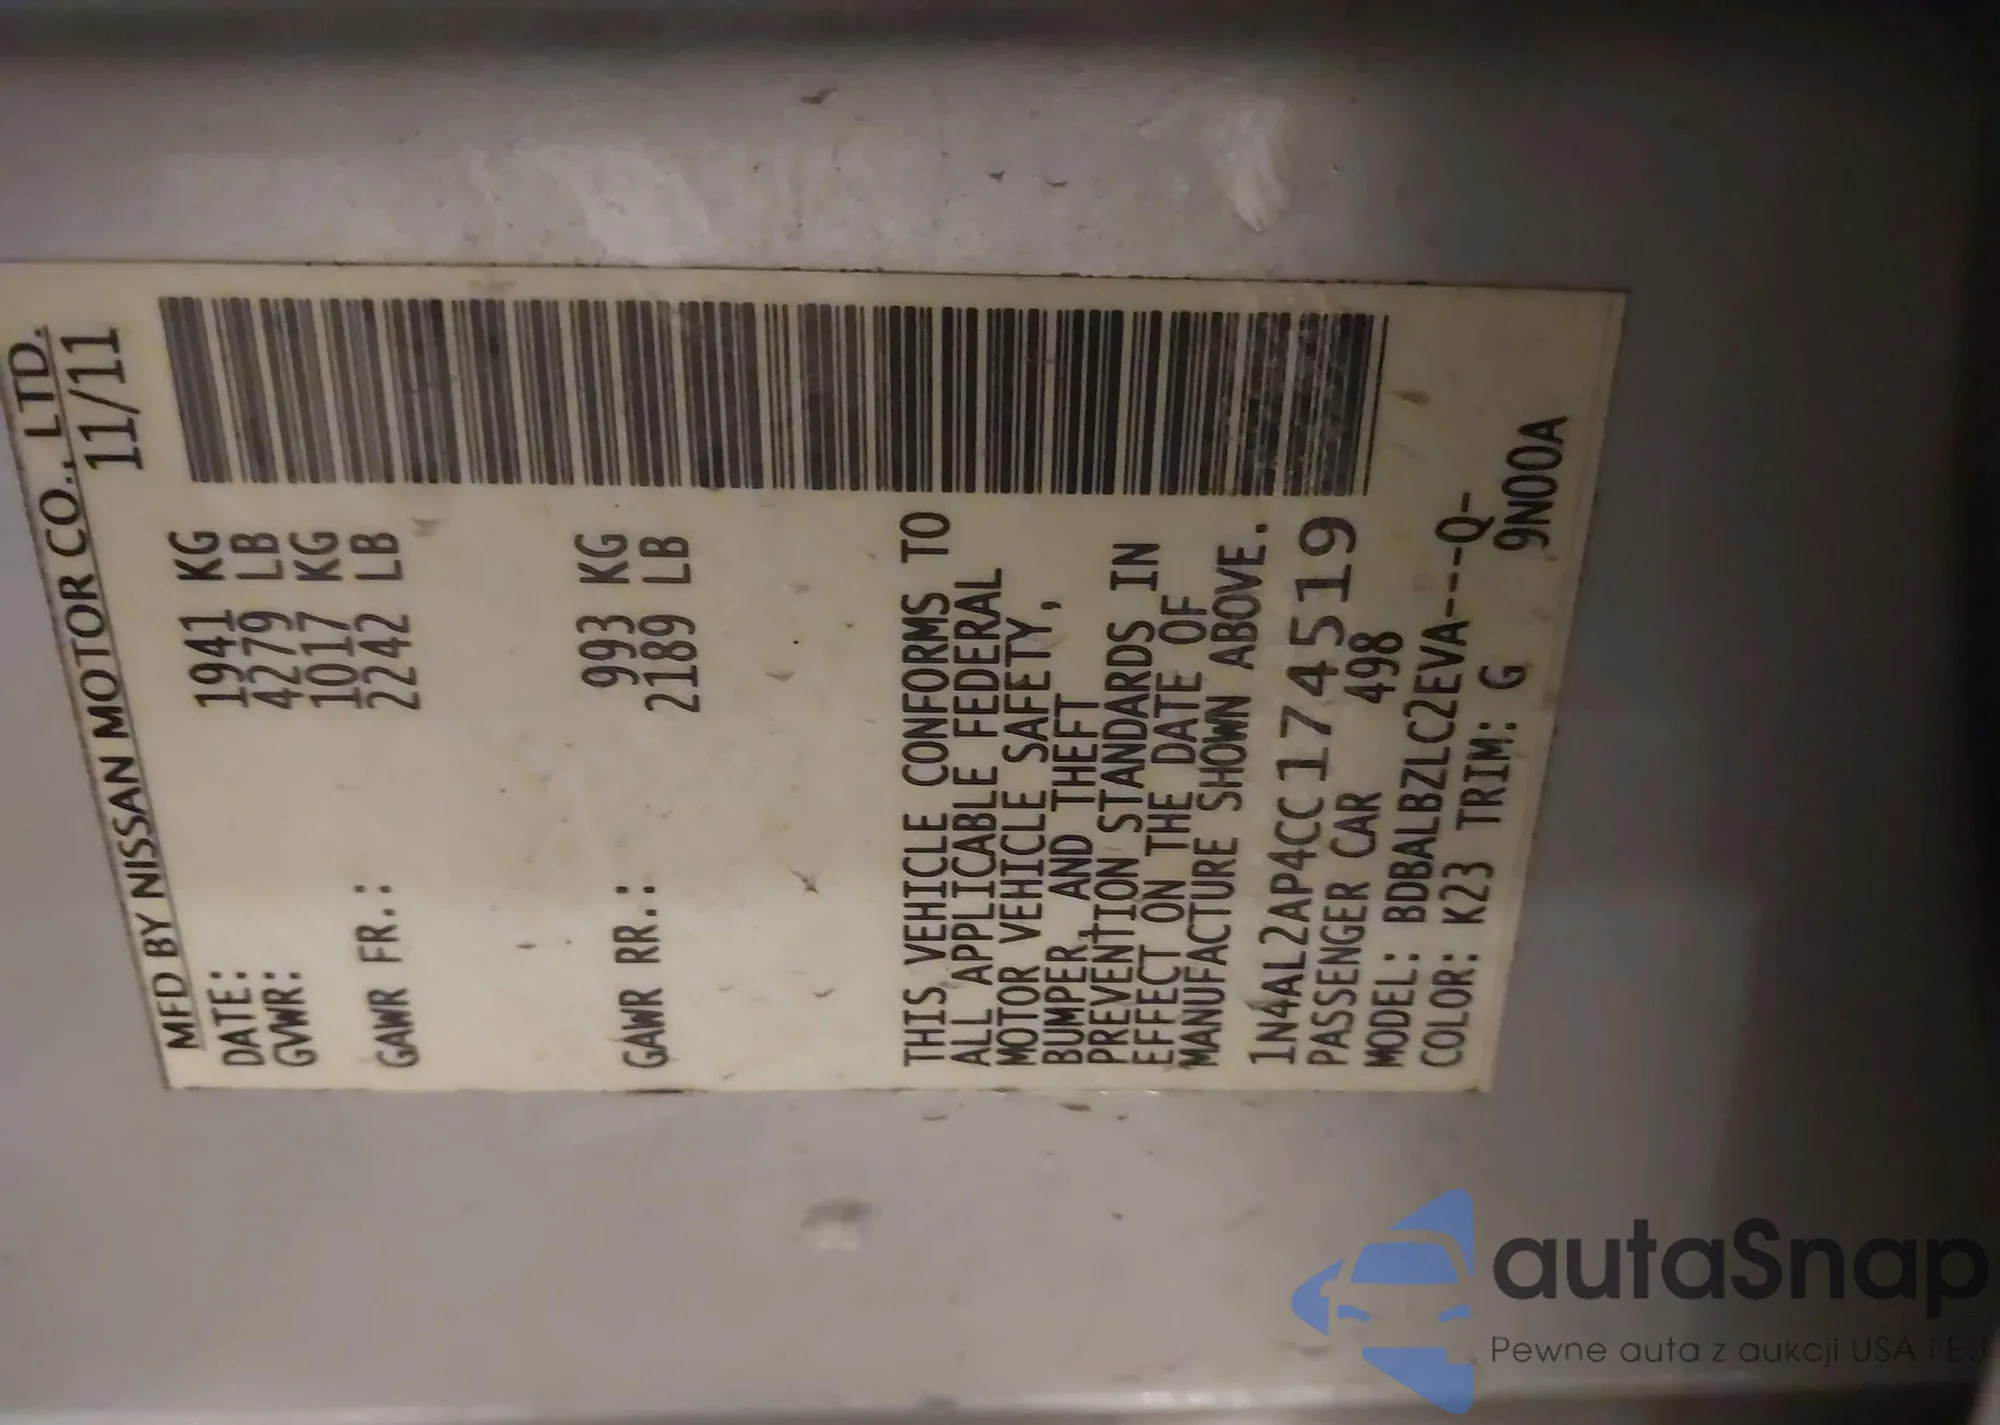 MFD BY NISSAN MOTOR CO., LTD.
DATE: 11/11
GVWR: 1941 KG
4279 LB
GAWR FR.: 1017 KG
2242 LB
GAWR RR.: 993 KG
2189 LB
THIS VEHICLE CONFORMS TO
ALL APPLICABLE FEDERAL
MOTOR VEHICLE SAFETY,
BUMPER, AND THEFT
PREVENTION STANDARDS IN
EFFECT ON THE DATE OF
MANUFACTURE SHOWN ABOVE.
1N4AL2AP4CC174519
PASSENGER CAR 498
MODEL: BDBALBZLC2EVA---Q-
COLOR: K23 TRIM: G 9N00A
autaSnap
Pewne auta z aukcji USA i EU